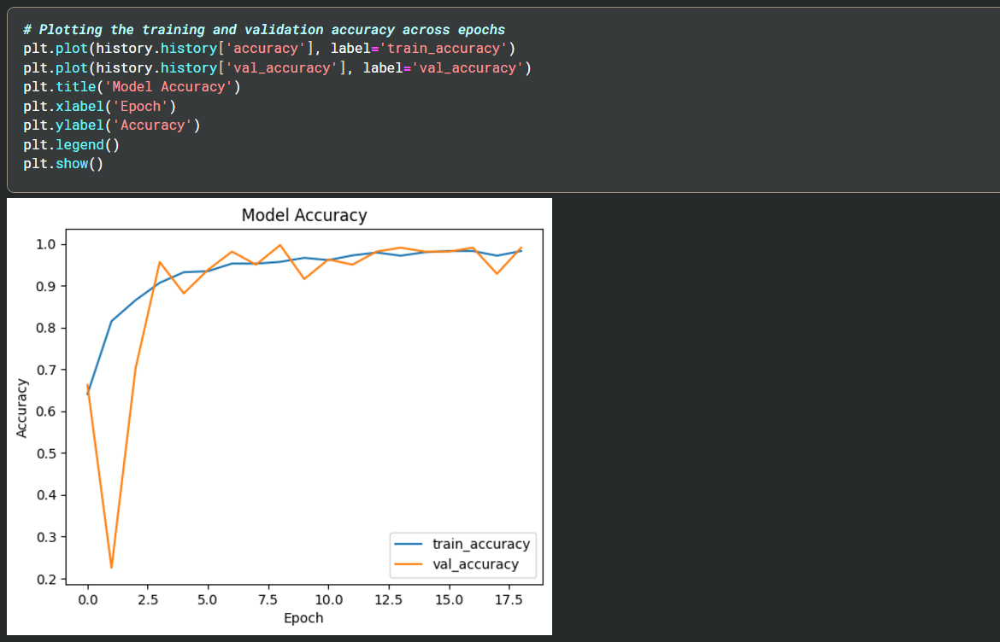 # Plotting the training and validation accuracy across epochs
plt.plot(history.history['accuracy'], label='train_accuracy')
plt.plot(history.history['val_accuracy'], label='val_accuracy')
plt.title('Model Accuracy')
plt.xlabel('Epoch')
plt.ylabel('Accuracy')
plt.legend()
plt.show()
Model Accuracy
1.0
0.9
0.8
0.7
0.6
0.5
0.4
0.3
0.2
Accuracy
train_accuracy
val_accuracy
0.0 2.5 5.0 7.5 10.0 12.5 15.0 17.5
Epoch